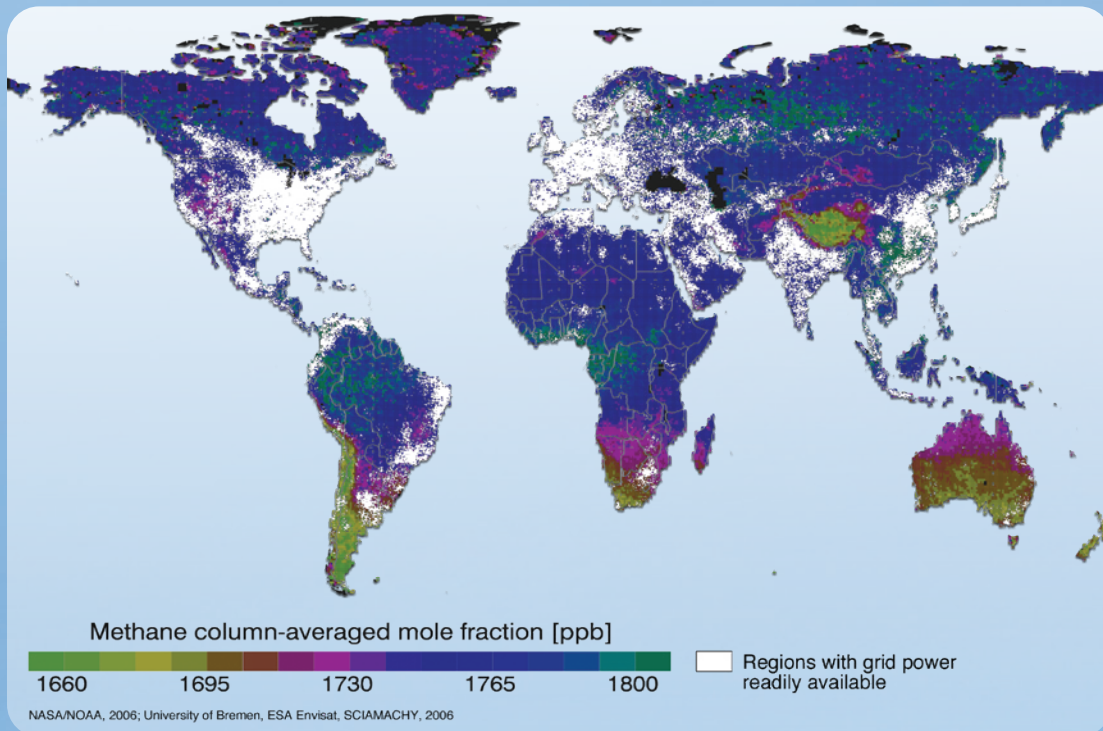 Methane column-averaged mole fraction [ppb]
1660 1695 1730 1765 1800
Regions with grid power
readily available
NASA/NOAA, 2006; University of Bremen, ESA Envisat, SCIAMACHY, 2006